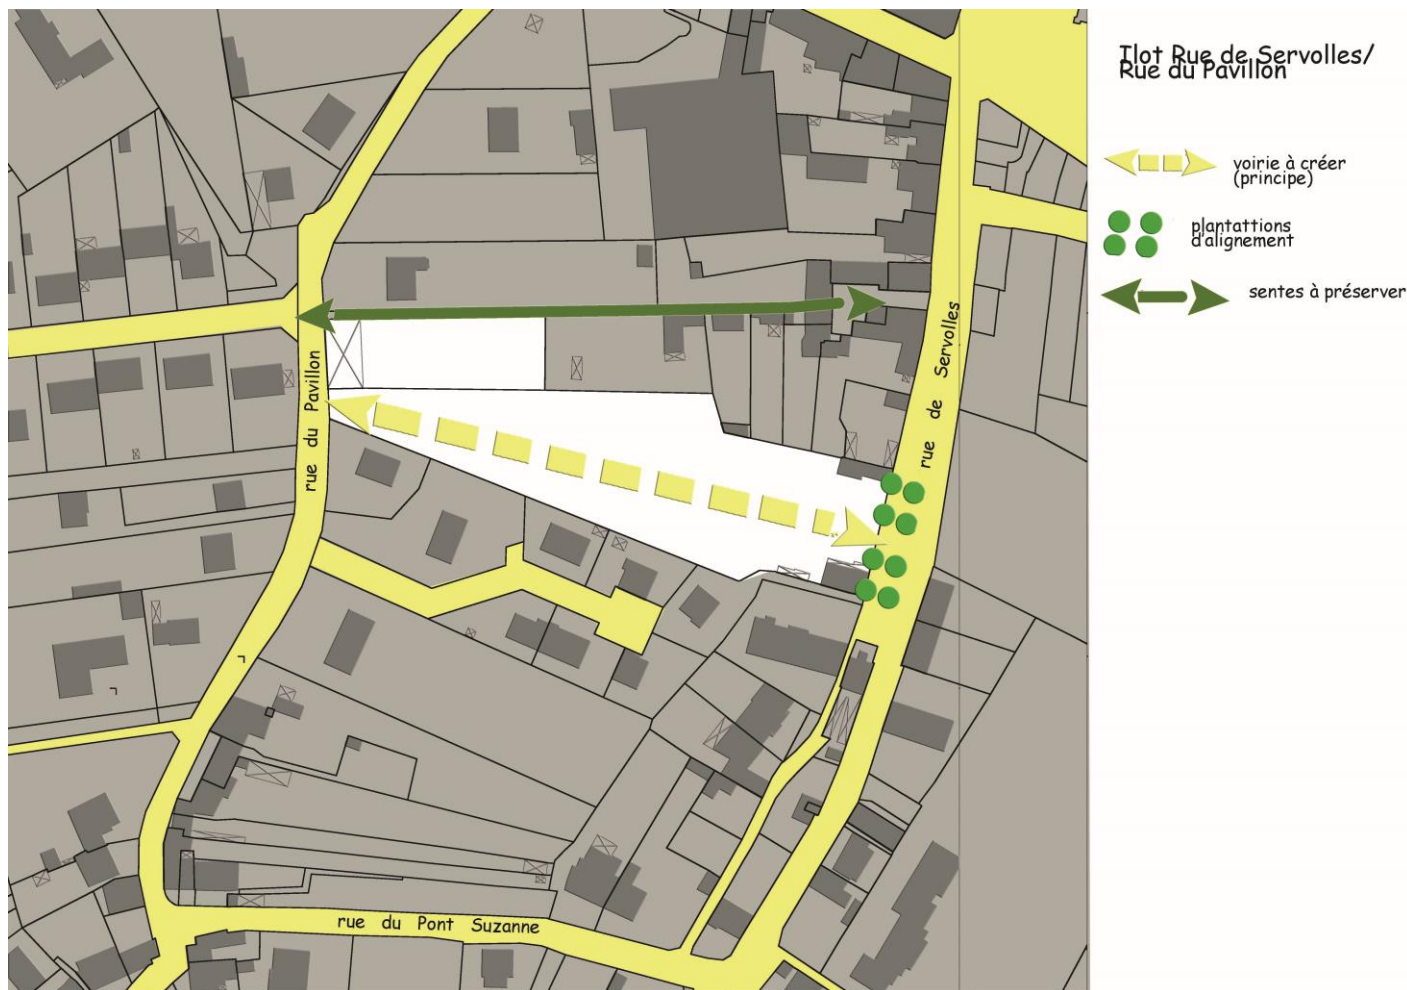 Ilot Rue de Servolles/
Rue du Pavillon
voirie à créer
(principe)
plantattions
d'alignement
sentes à préserver
rue du Pavillon
rue de Servolles
rue du Pont Suzanne